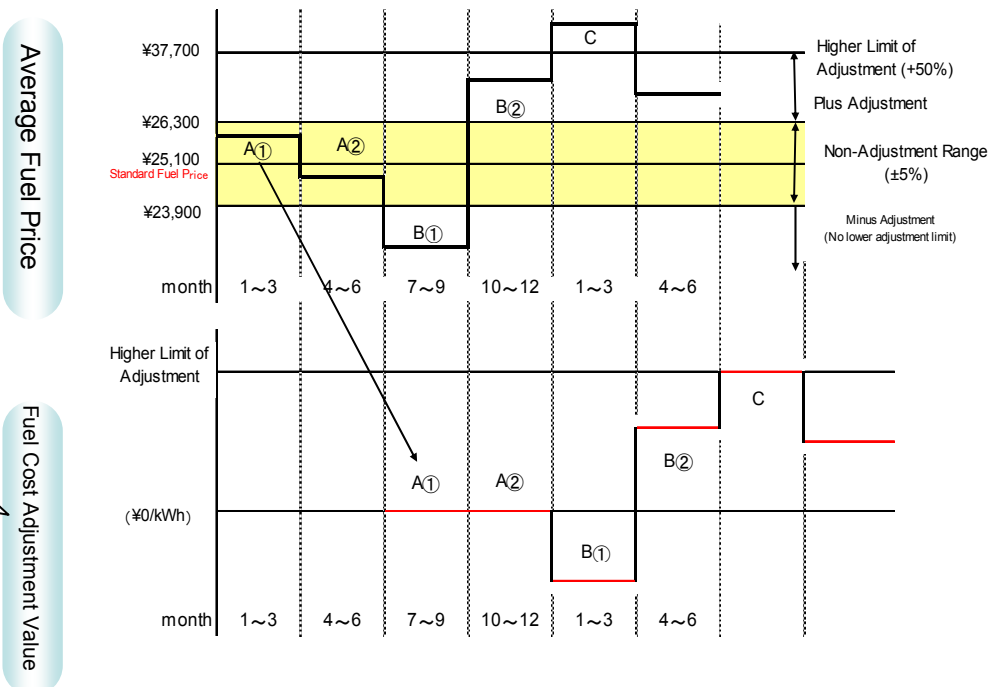 Average Fuel Price
¥37,700
¥26,300
¥25,100
Standard Fuel Price
¥23,900
A①
A②
B①
B②
C
Higher Limit of
Adjustment (+50%)
Plus Adjustment
Non-Adjustment Range
(±5%)
Minus Adjustment
(No lower adjustment limit)
month 1～3 4～6 7～9 10～12 1～3 4～6
Fuel Cost Adjustment Value
Higher Limit of
Adjustment
(¥0/kWh)
A①
A②
B①
B②
C
month 1～3 4～6 7～9 10～12 1～3 4～6